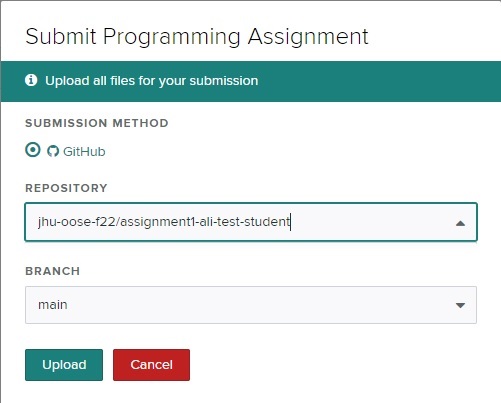 Submit Programming Assignment
Upload all files for your submission
SUBMISSION METHOD
GitHub
REPOSITORY
jhu-oose-f22/assignment1-ali-test-student
BRANCH
main
Upload Cancel